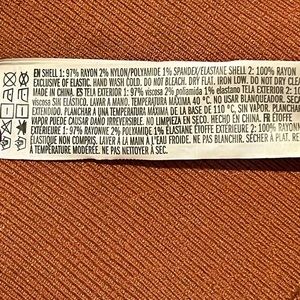 EN SHELL 1: 97% RAYON 2% NYLON/POLYAMIDE 1% SPANDEX/ELASTANE SHELL 2: 100% RAYON
EXCLUSIVE OF ELASTIC. HAND WASH COLD. DO NOT BLEACH. DRY FLAT. IRON LOW. DO NOT DRY CLEAN
MADE IN CHINA. ES TELA EXTERIOR 1: 97% viscosa 2% poliamida 1% elastano TELA EXTERIOR 2: 100%
viscosa SIN ELÁSTICO. LAVAR A MANO. TEMPERATURA MÁXIMA 40 °C. NO USAR BLANQUEADOR. SECAR
EXTENDIDO. PLANCHAR A UNA TEMPERATURA MÁXIMA DE LA BASE DE 110 °C, SIN VAPOR. PLANCHAR
VAPOR PUEDE CAUSAR DAÑO IRREVERSIBLE. NO LIMPIEZA EN SECO. HECHO EN CHINA. FR ÉTOFFE
EXTÉRIEURE 1: 97% RAYONNE 2% POLYAMIDE 1% ÉLASTANE ÉTOFFE EXTÉRIEURE 2: 100% RAYONNE
ÉLASTIQUE NON COMPRIS. LAVER À LA MAIN À L'EAU FROIDE. NE PAS BLANCHIR. SÉCHER À PLAT. REP
À TEMPÉRATURE MODÉRÉE. NE PAS NETTOYER À SEC.